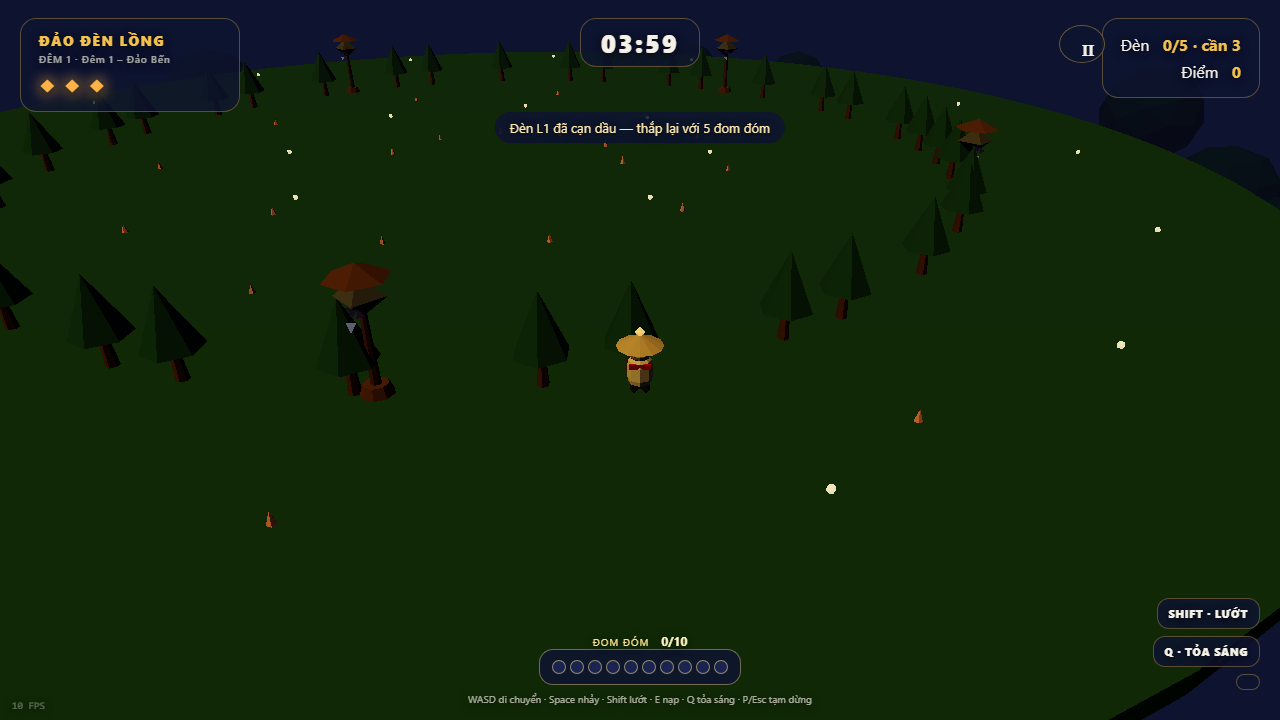 ĐẢO ĐÈN LỒNG
ĐÊM 1 · Đêm 1 – Đảo Bến
03:59
II
Đèn 0/5 · cần 3
Điểm 0
Đèn L1 đã cạn dầu — thắp lại với 5 đom đóm
SHIFT · LƯỚT
Q · TỎA SÁNG
ĐOM ĐÓM 0/10
WASD di chuyển · Space nhảy · Shift lướt · E nạp · Q tỏa sáng · P/Esc tạm dừng
10 FPS